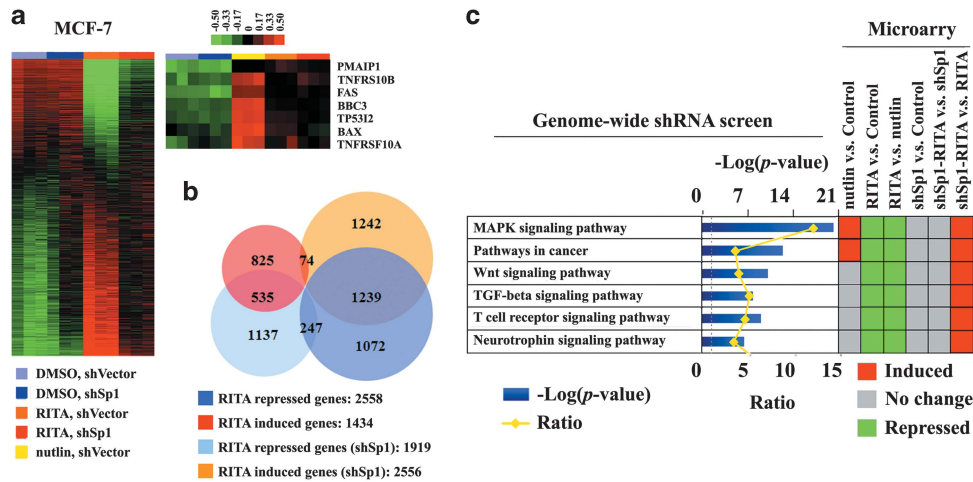 a
MCF-7
-0.50
-0.33
-0.17
0
0.17
0.33
0.50
PMAIP1
TNFRS10B
FAS
BBC3
TP53I2
BAX
TNFRSF10A
DMSO, shVector
DMSO, shSp1
RITA, shVector
RITA, shSp1
nutlin, shVector
b
1242
825
74
535
1239
1137
247
1072
RITA repressed genes: 2558
RITA induced genes: 1434
RITA repressed genes (shSp1): 1919
RITA induced genes (shSp1): 2556
c
Microarry
Genome-wide shRNA screen
-Log(p-value)
0 7 14 21
nutlin v.s. Control
RITA v.s. Control
RITA v.s. nutlin
shSp1 v.s. Control
shSp1-RITA v.s. shSp1
shSp1-RITA v.s. RITA
MAPK signaling pathway
Pathways in cancer
Wnt signaling pathway
TGF-beta signaling pathway
T cell receptor signaling pathway
Neurotrophin signaling pathway
0 5 10 15
Ratio
-Log(p-value)
Ratio
Induced
No change
Repressed